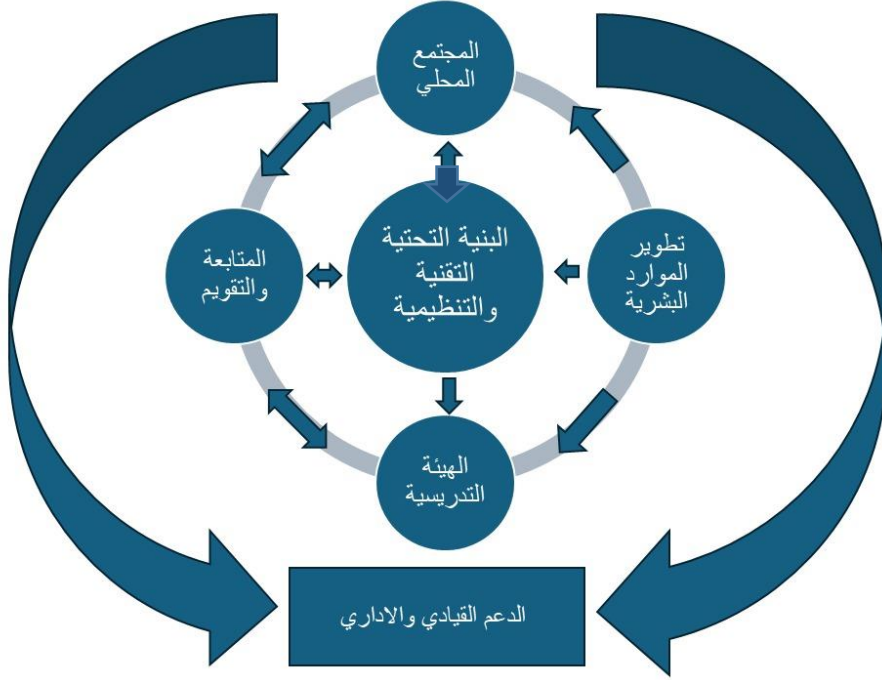 المجتمع
المحلي
تطوير
الموارد
البشرية
البنية التحتية
التقنية
والتنظيمية
المتابعة
والتقويم
الهيئة
التدريسية
الدعم القيادي والاداري